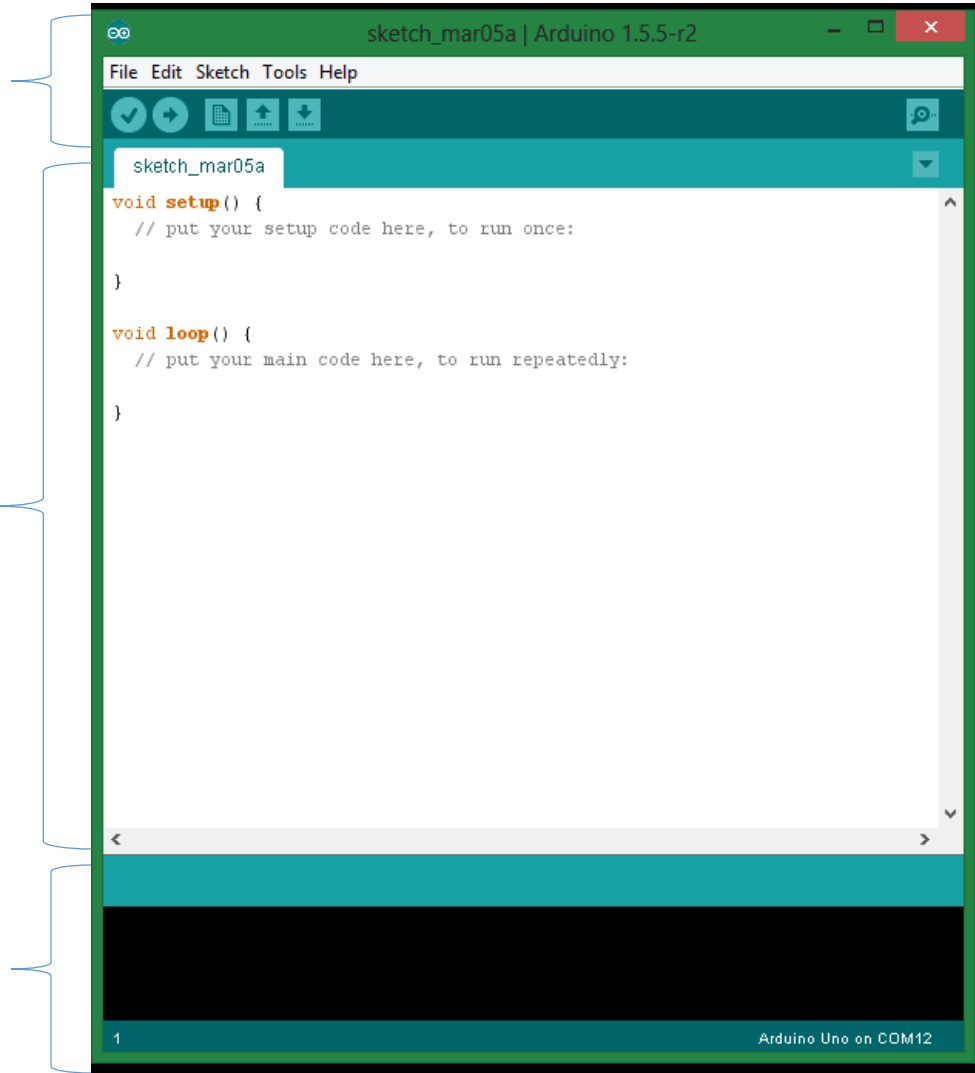 sketch_mar05a | Arduino 1.5.5-r2
File Edit Sketch Tools Help
sketch_mar05a
void setup() {
  // put your setup code here, to run once:
}
void loop() {
  // put your main code here, to run repeatedly:
}
1
Arduino Uno on COM12